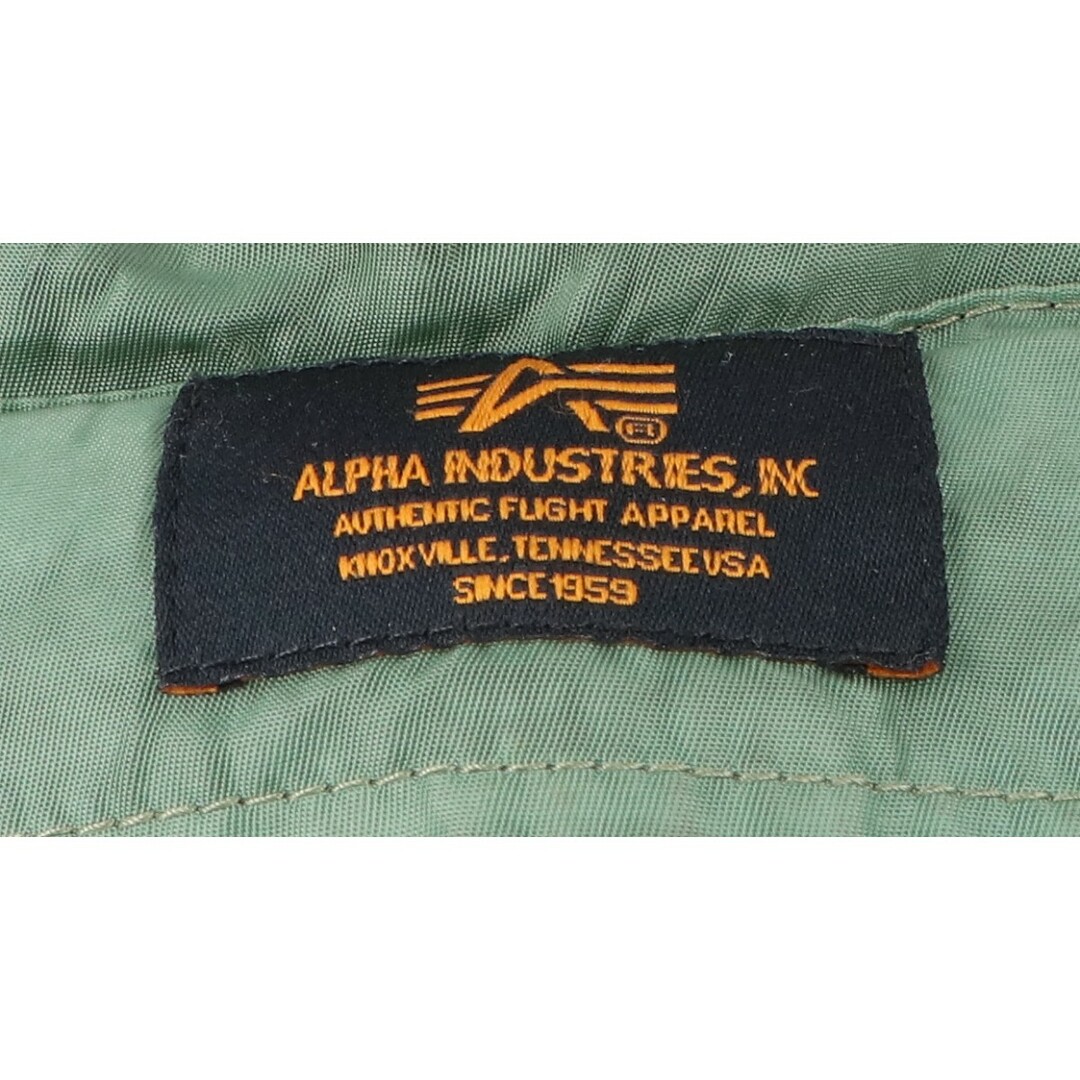 ALPHA INDUSTRIES, INC
AUTHENTIC FLIGHT APPAREL
KNOXVILLE, TENNESSEE USA
SINCE 1959